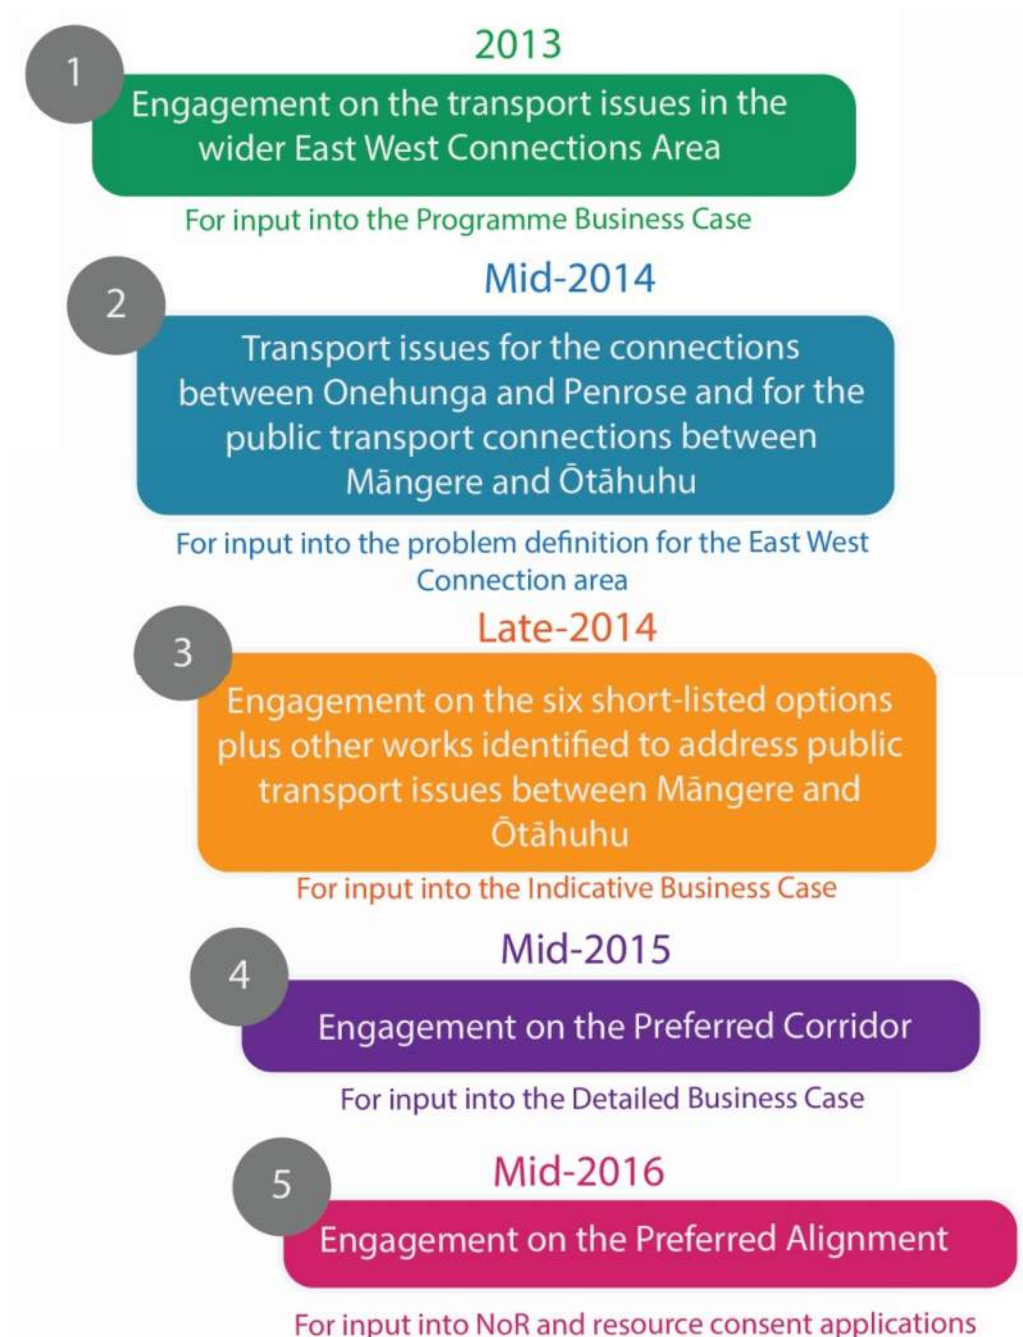 1
2013
Engagement on the transport issues in the
wider East West Connections Area
For input into the Programme Business Case
2
Mid-2014
Transport issues for the connections
between Onehunga and Penrose and for the
public transport connections between
Māngere and Ōtāhuhu
For input into the problem definition for the East West
Connection area
3
Late-2014
Engagement on the six short-listed options
plus other works identified to address public
transport issues between Māngere and
Ōtāhuhu
For input into the Indicative Business Case
4
Mid-2015
Engagement on the Preferred Corridor
For input into the Detailed Business Case
5
Mid-2016
Engagement on the Preferred Alignment
For input into NoR and resource consent applications